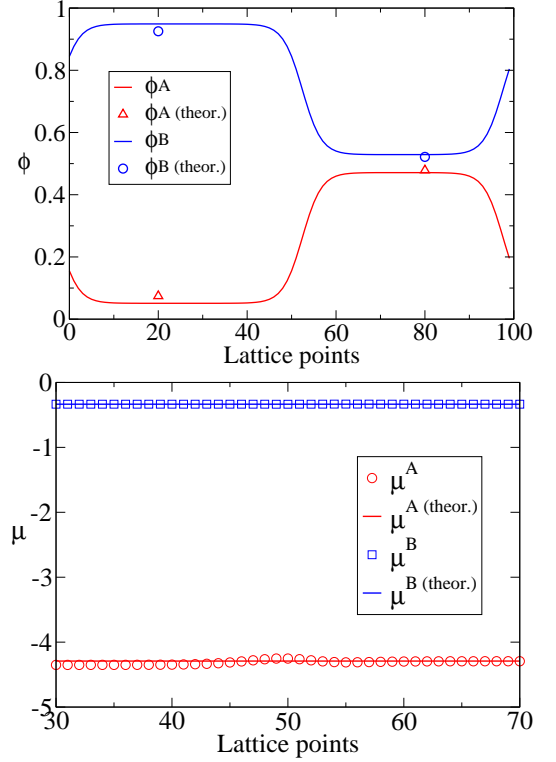 1
0.8
0.6
0.4
0.2
0
ϕ
ϕA
ϕA (theor.)
ϕB
ϕB (theor.)
0 20 40 60 80 100
Lattice points
0
-1
-2
-3
-4
-5
μ
μA
μA (theor.)
μB
μB (theor.)
30 40 50 60 70
Lattice points